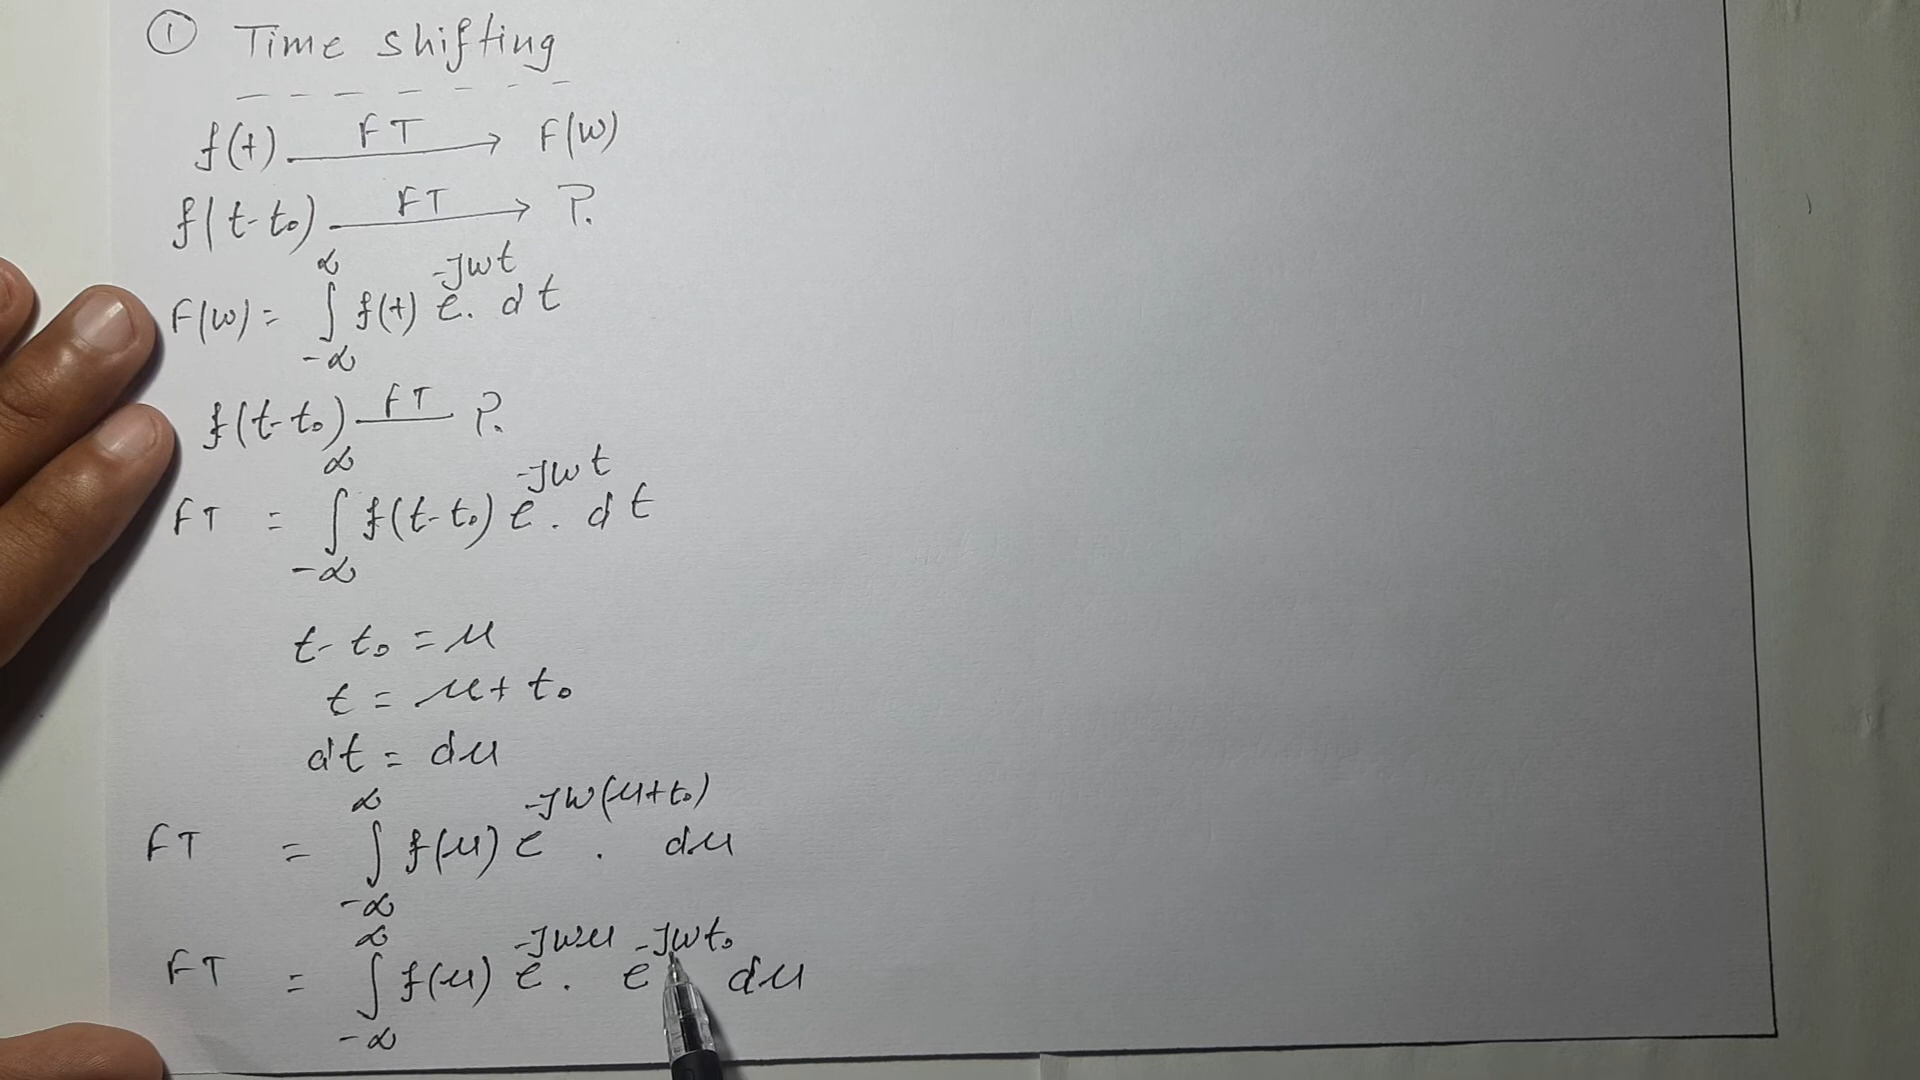 ① Time shifting
f(t) FT→ F(w)
f(t-t₀) FT→ ?.
F(w) = ∫_{-∞}^{∞} f(t) e^{-jwt}. dt
f(t-t₀) FT— ?.
FT = ∫_{-∞}^{∞} f(t-t₀) e^{-jwt}. dt
t-t₀ = u
t = u+t₀
dt = du
FT = ∫_{-∞}^{∞} f(u) e^{-jw(u+t₀)}. du
FT = ∫_{-∞}^{∞} f(u) e^{-jwu}. e^{-jwt₀} du